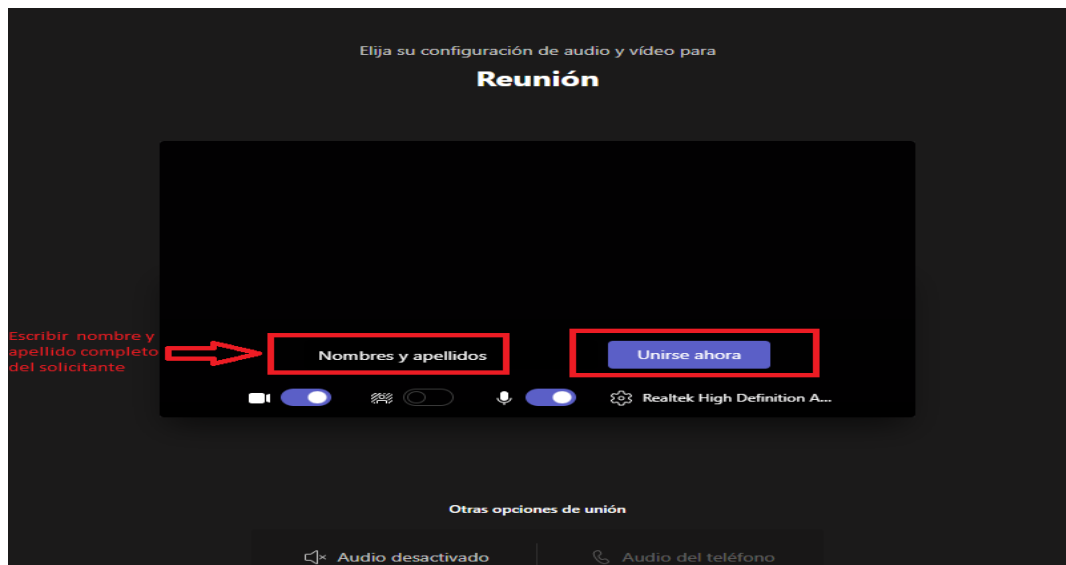 Elija su configuración de audio y vídeo para
Reunión
Escribir nombre y
apellido completo
del solicitante
Nombres y apellidos
Unirse ahora
Realtek High Definition A...
Otras opciones de unión
Audio desactivado
Audio del teléfono